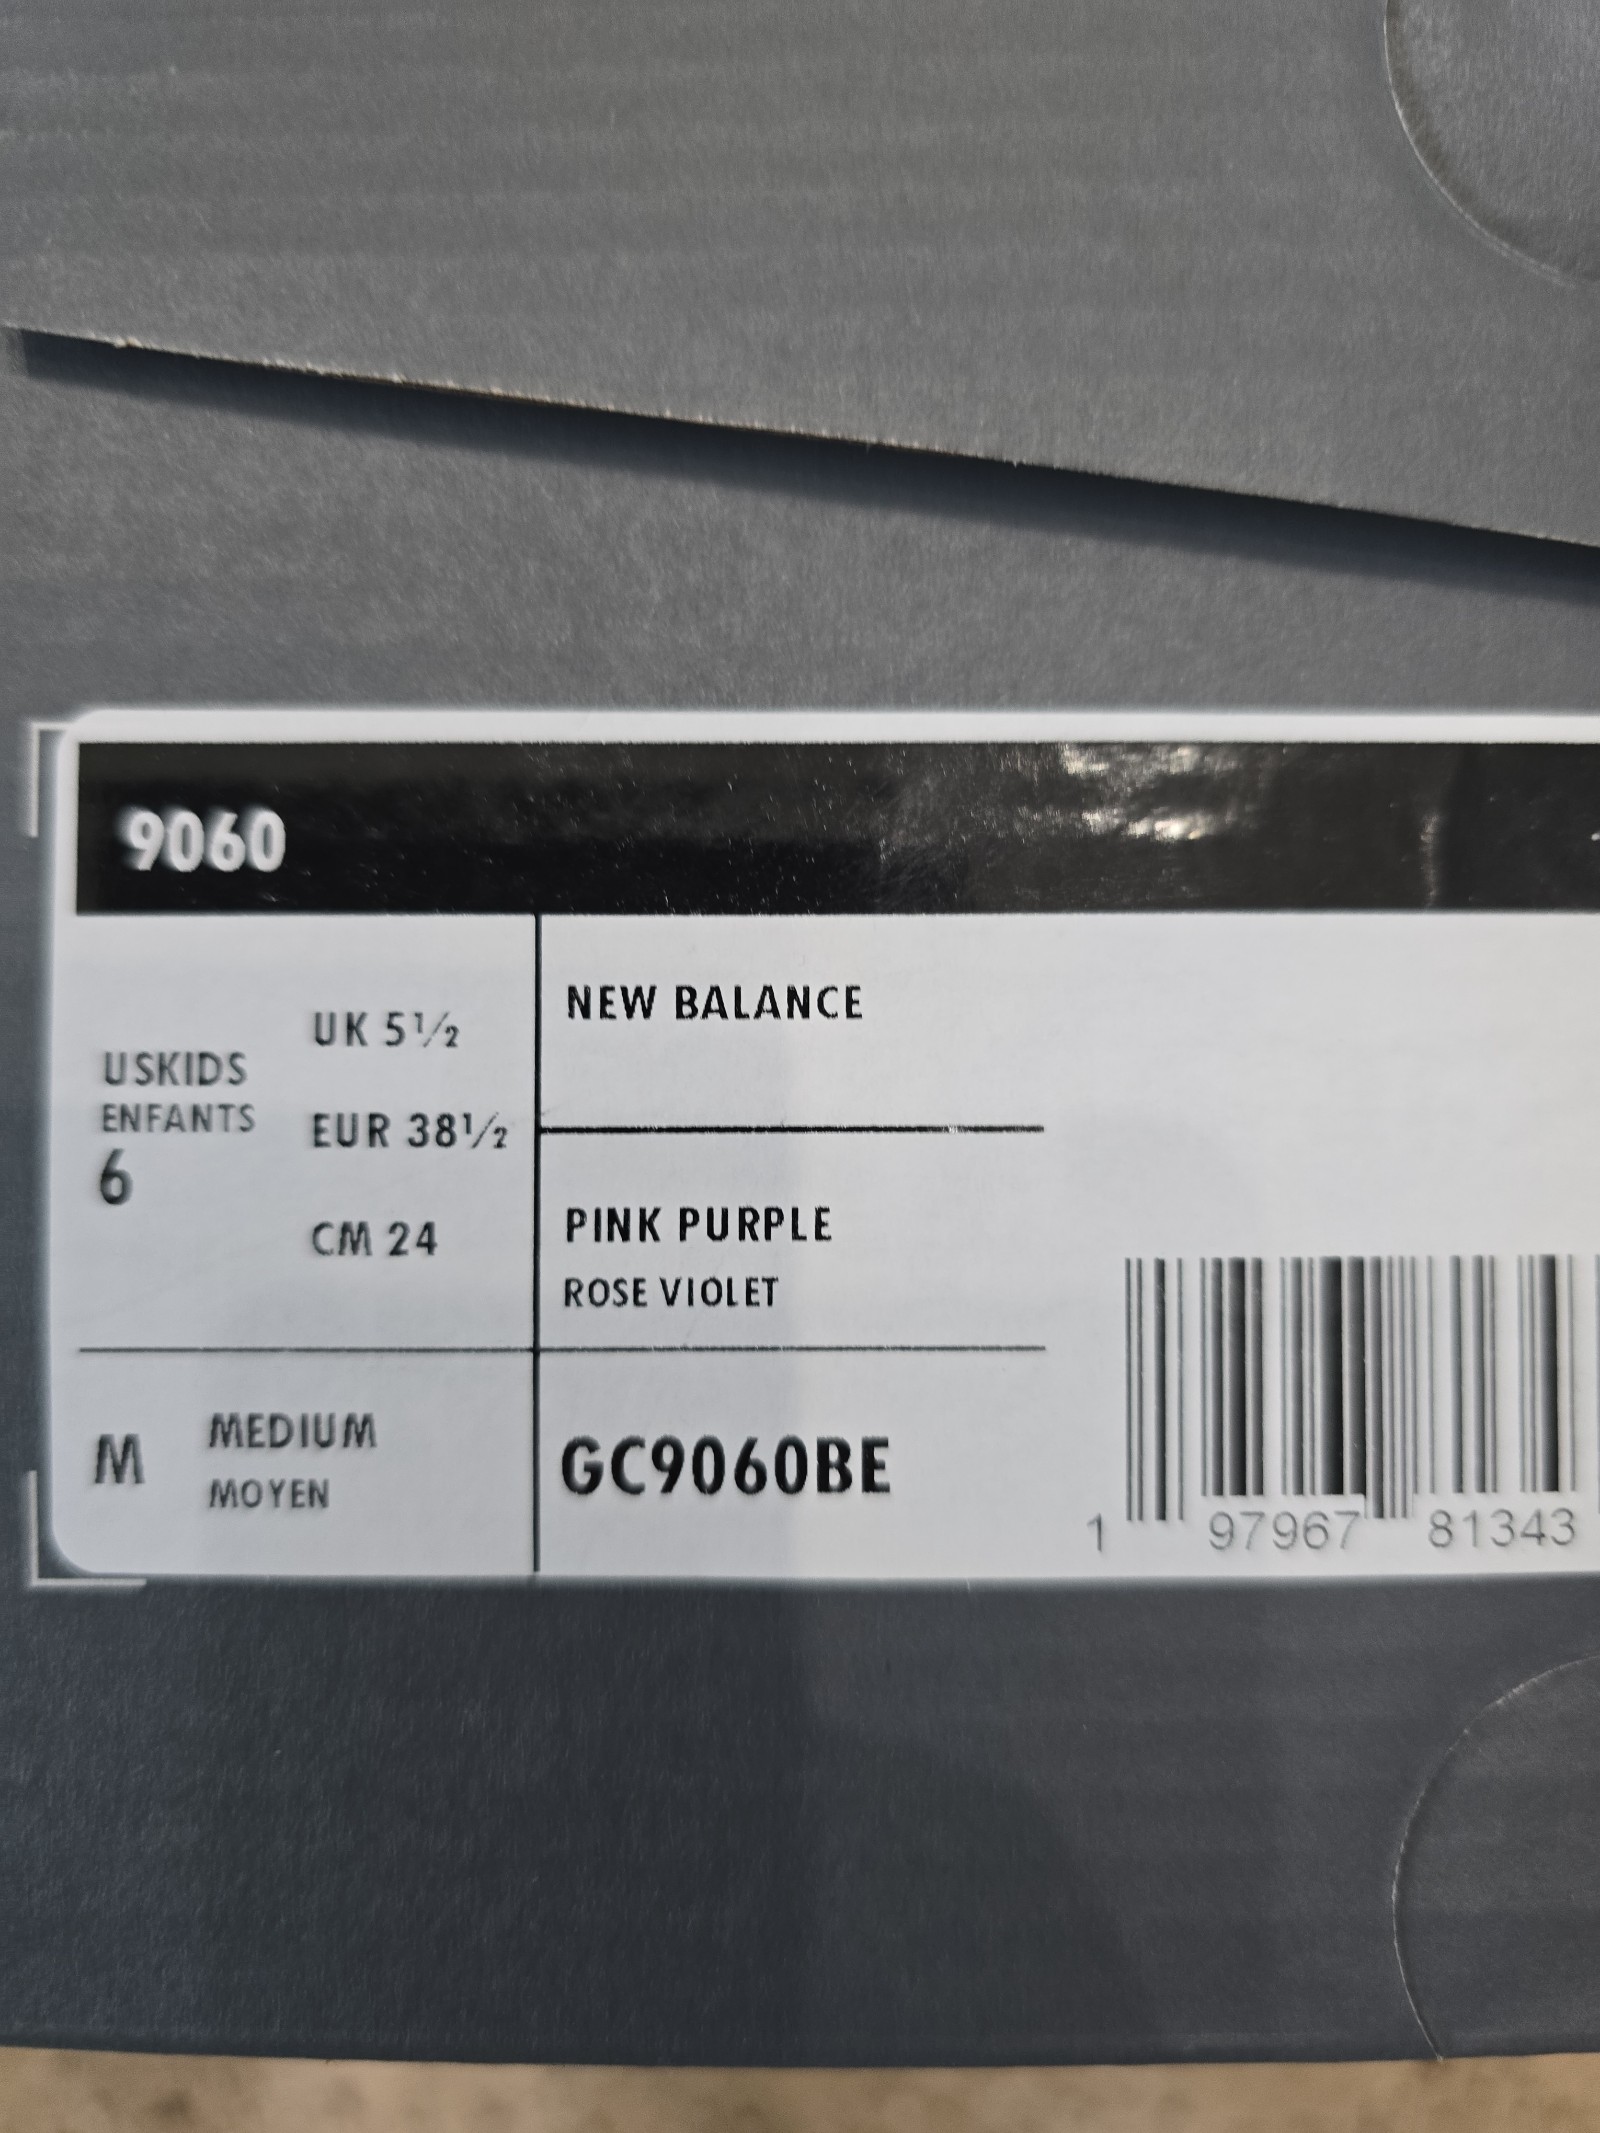 9060
USKIDS
ENFANTS
6
UK 5½
EUR 38½
CM 24
NEW BALANCE
PINK PURPLE
ROSE VIOLET
M
MEDIUM
MOYEN
GC9060BE
1 97967 81343